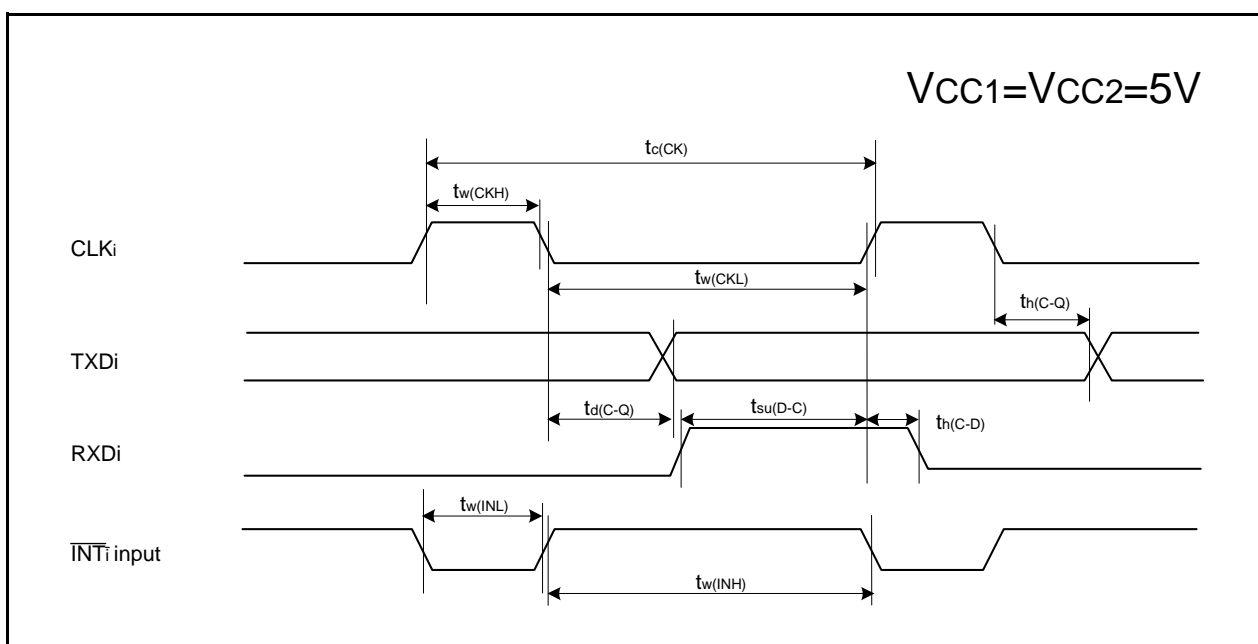 VCC1=VCC2=5V
tc(CK)
tw(CKH)
CLKi
tw(CKL)
th(C-Q)
TXDi
td(C-Q)
tsu(D-C)
th(C-D)
RXDi
tw(INL)
INTi input
tw(INH)